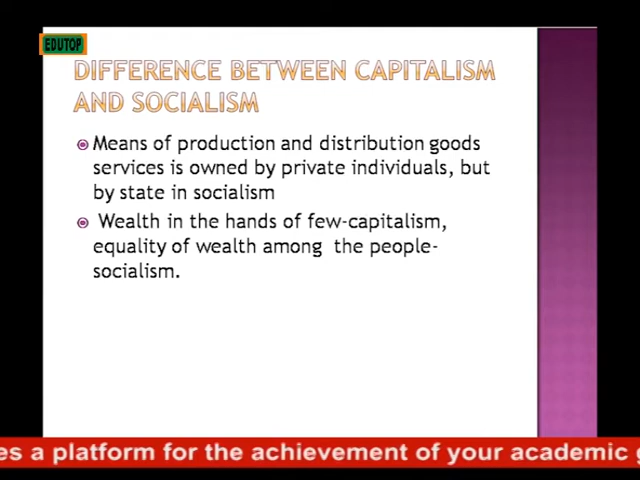 EDUTOP
DIFFERENCE BETWEEN CAPITALISM
AND SOCIALISM
Means of production and distribution goods
services is owned by private individuals, but
by state in socialism
Wealth in the hands of few-capitalism,
equality of wealth among the people-
socialism.
es a platform for the achievement of your academic g